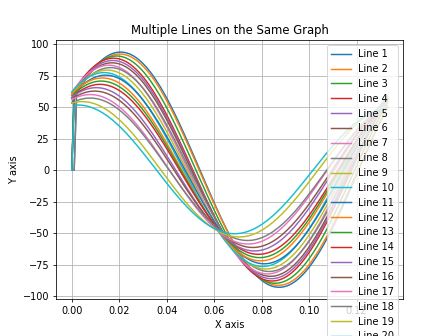 Multiple Lines on the Same Graph
Y axis
100
75
50
25
0
−25
−50
−75
−100
0.00
0.02
0.04
0.06
0.08
0.10
X axis
Line 1
Line 2
Line 3
Line 4
Line 5
Line 6
Line 7
Line 8
Line 9
Line 10
Line 11
Line 12
Line 13
Line 14
Line 15
Line 16
Line 17
Line 18
Line 19
Line 20